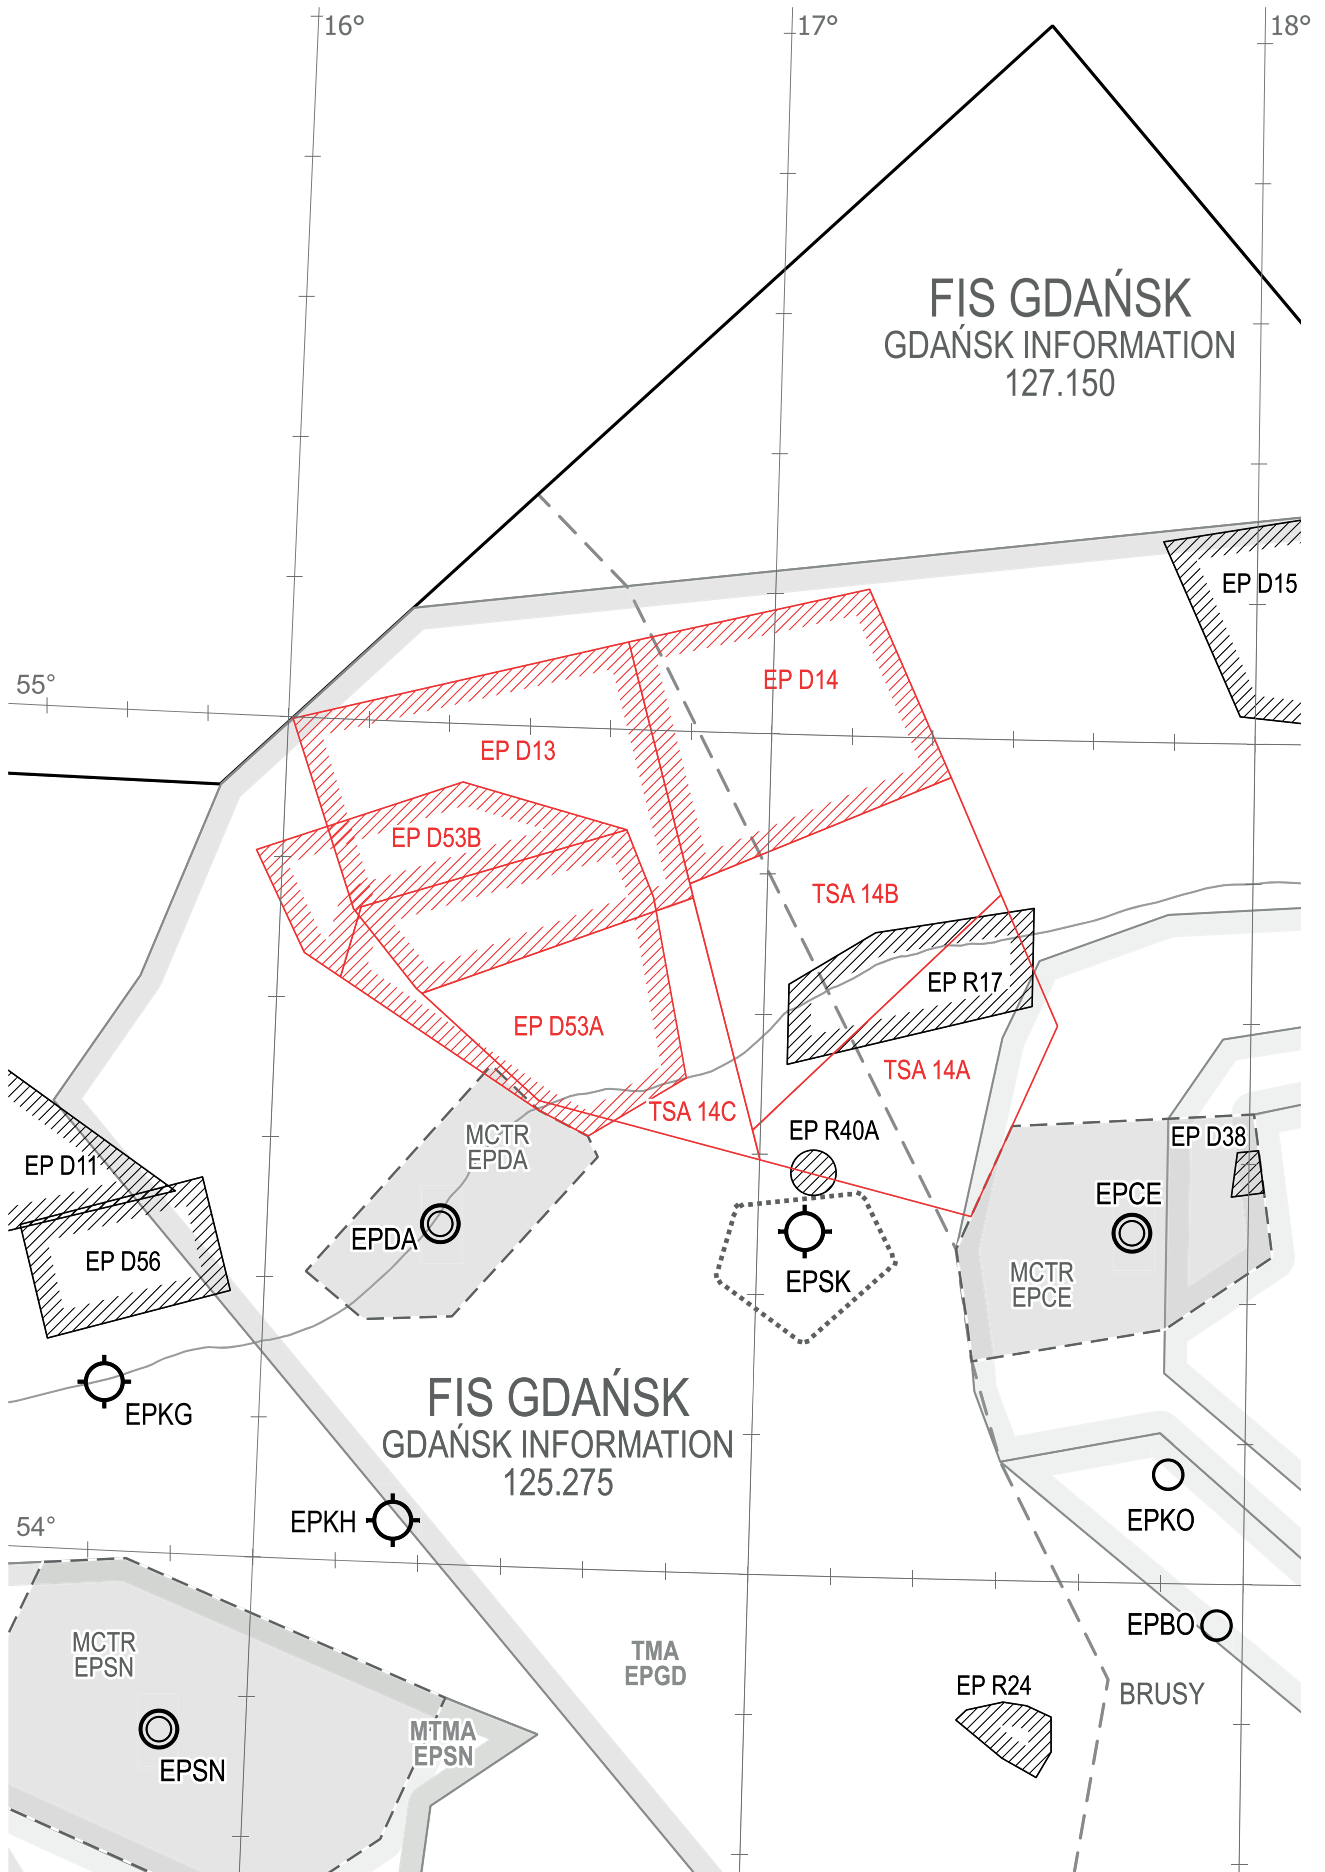 16°
17°
18°
FIS GDAŃSK
GDAŃSK INFORMATION
127.150
EP D15
55°
EP D14
EP D13
EP D53B
TSA 14B
EP R17
EP D53A
TSA 14A
TSA 14C
EP R40A
MCTR
EPDA
EP D38
EP D11
EPCE
EPDA
EP D56
EPSK
MCTR
EPCE
EPKG
FIS GDAŃSK
GDAŃSK INFORMATION
125.275
EPKH
EPKO
54°
EPBO
MCTR
EPSN
TMA
EPGD
EP R24
BRUSY
MTMA
EPSN
EPSN